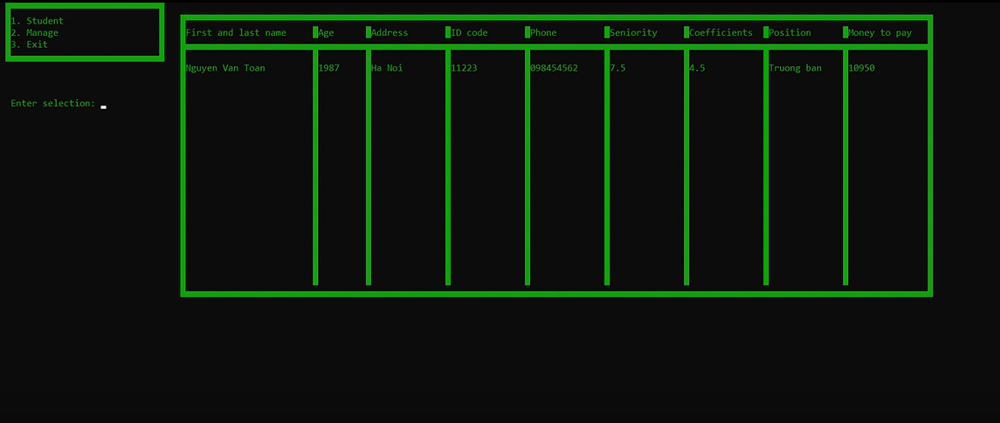 1. Student
2. Manage
3. Exit
Enter selection:
First and last name Age Address ID code Phone Seniority Coefficients Position Money to pay
Nguyen Van Toan 1987 Ha Noi 11223 098454562 7.5 4.5 Truong ban 10950